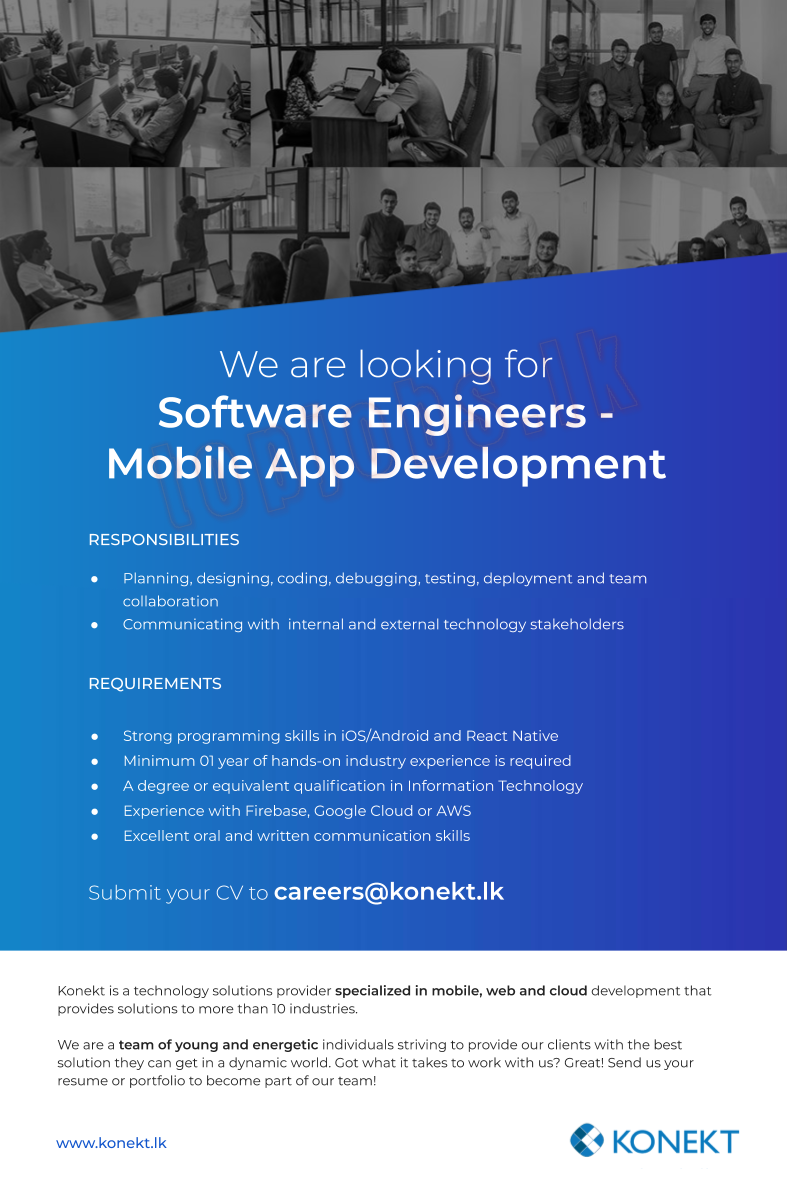 We are looking for
Software Engineers -
Mobile App Development
topjobs.lk
RESPONSIBILITIES
● Planning, designing, coding, debugging, testing, deployment and team
collaboration
● Communicating with  internal and external technology stakeholders
REQUIREMENTS
● Strong programming skills in iOS/Android and React Native
● Minimum 01 year of hands-on industry experience is required
● A degree or equivalent qualification in Information Technology
● Experience with Firebase, Google Cloud or AWS
● Excellent oral and written communication skills
Submit your CV to careers@konekt.lk
Konekt is a technology solutions provider specialized in mobile, web and cloud development that
provides solutions to more than 10 industries.
We are a team of young and energetic individuals striving to provide our clients with the best
solution they can get in a dynamic world. Got what it takes to work with us? Great! Send us your
resume or portfolio to become part of our team!
www.konekt.lk
KONEKT